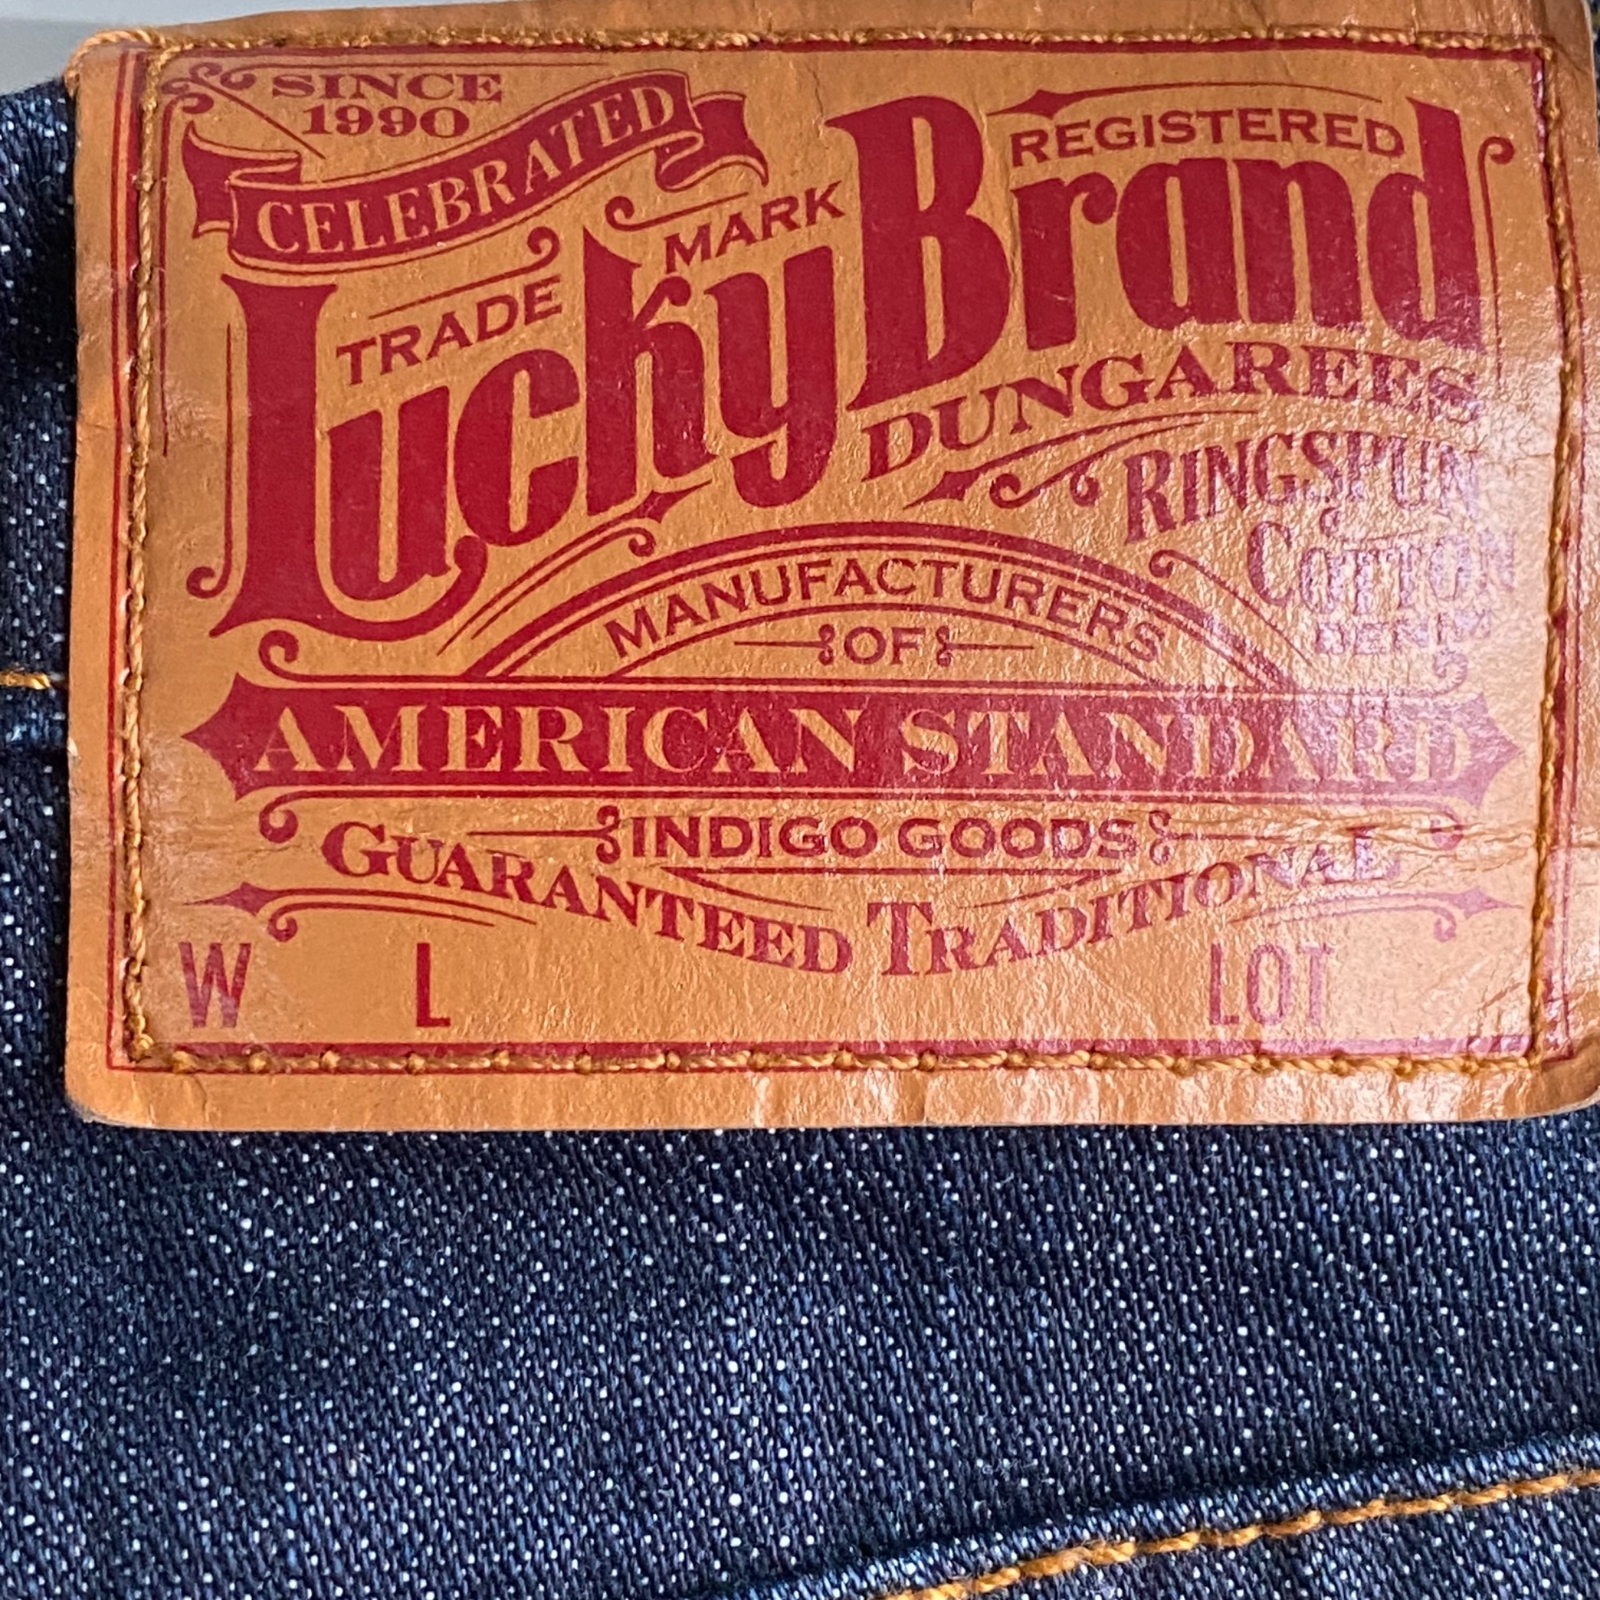 SINCE
1990
CELEBRATED
TRADE MARK
REGISTERED
Lucky Brand
DUNGAREES
RINGSPUN
COTTON
DENIM
MANUFACTURERS
OF
AMERICAN STANDARD
INDIGO GOODS
GUARANTEED TRADITIONAL
W L LOT